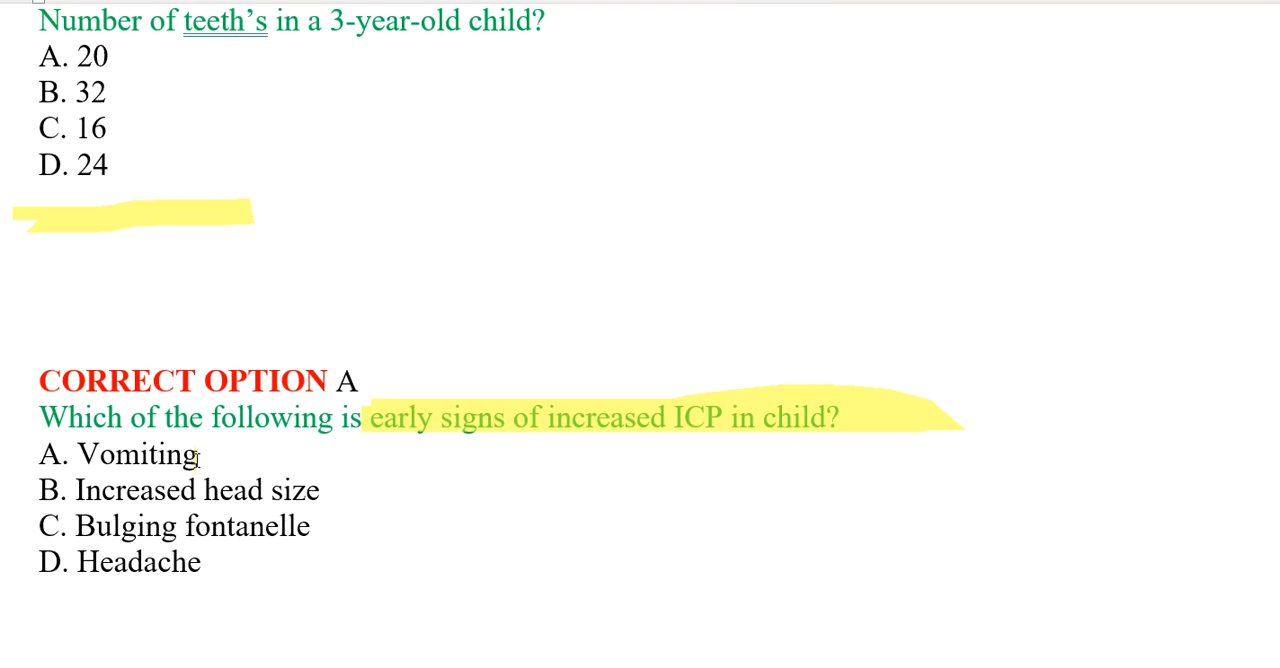 Number of teeth’s in a 3-year-old child?
A. 20
B. 32
C. 16
D. 24
CORRECT OPTION A
Which of the following is early signs of increased ICP in child?
A. Vomiting
B. Increased head size
C. Bulging fontanelle
D. Headache